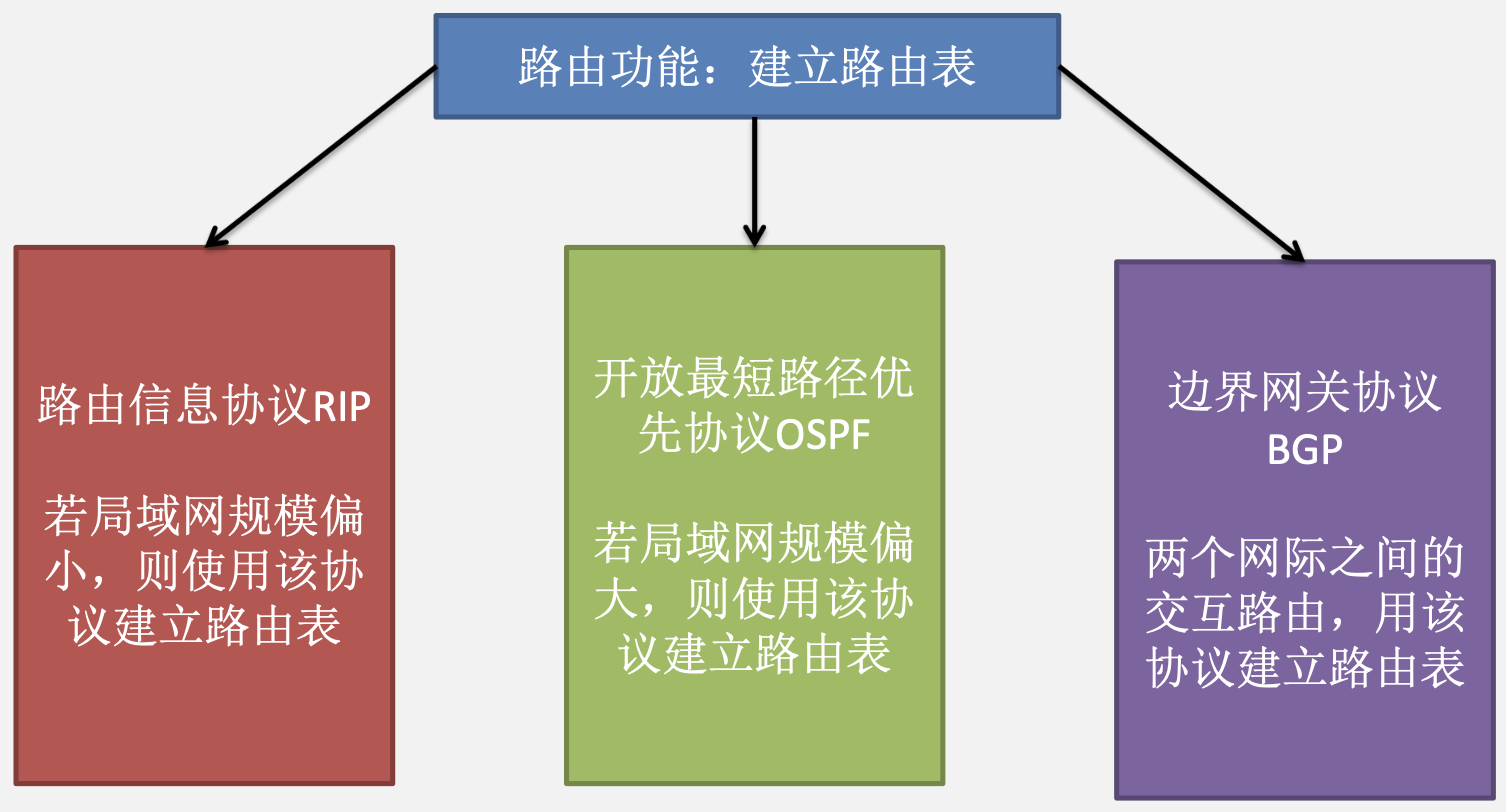 路由功能：建立路由表
路由信息协议RIP
若局域网规模偏
小，则使用该协
议建立路由表
开放最短路径优
先协议OSPF
若局域网规模偏
大，则使用该协
议建立路由表
边界网关协议
BGP
两个网际之间的
交互路由，用该
协议建立路由表